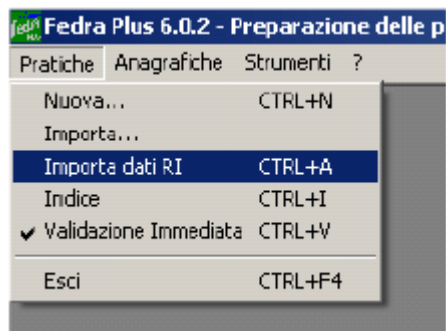 Fedra Plus 6.0.2 - Preparazione delle p
Pratiche Anagrafiche Strumenti ?
Nuova... CTRL+N
Importa...
Importa dati RI CTRL+A
Indice CTRL+I
Validazione Immediata CTRL+V
Esci CTRL+F4